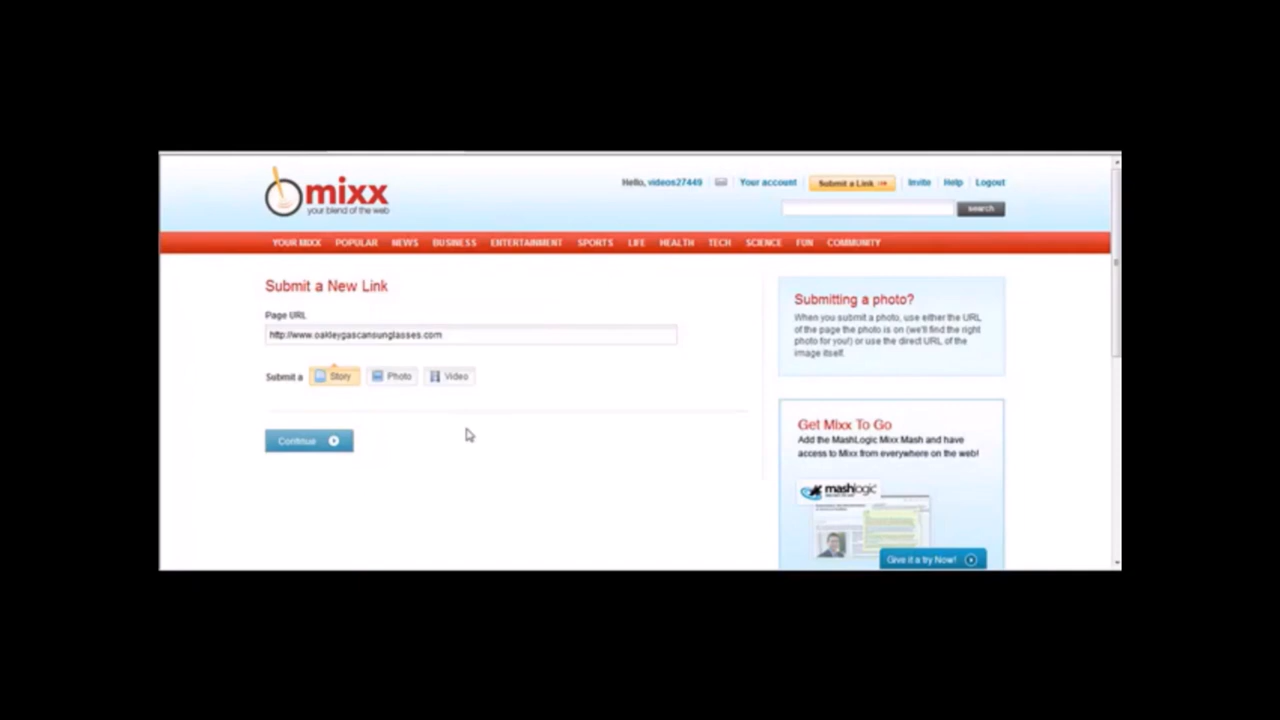 mixx
your blend of the web
Hello, videos27449
Your account
Submit a Link
Invite
Help
Logout
search
YOUR MIXX POPULAR NEWS BUSINESS ENTERTAINMENT SPORTS LIFE HEALTH TECH SCIENCE FUN COMMUNITY
Submit a New Link
Page URL
http://www.oakleygascansunglasses.com
Submit a Story Photo Video
Continue
Submitting a photo?
When you submit a photo, use either the URL
of the page the photo is on (we'll find the right
photo for you!) or use the direct URL of the
image itself.
Get Mixx To Go
Add the MashLogic Mixx Mash and have
access to Mixx from everywhere on the web!
mashlogic
Give it a try Now!